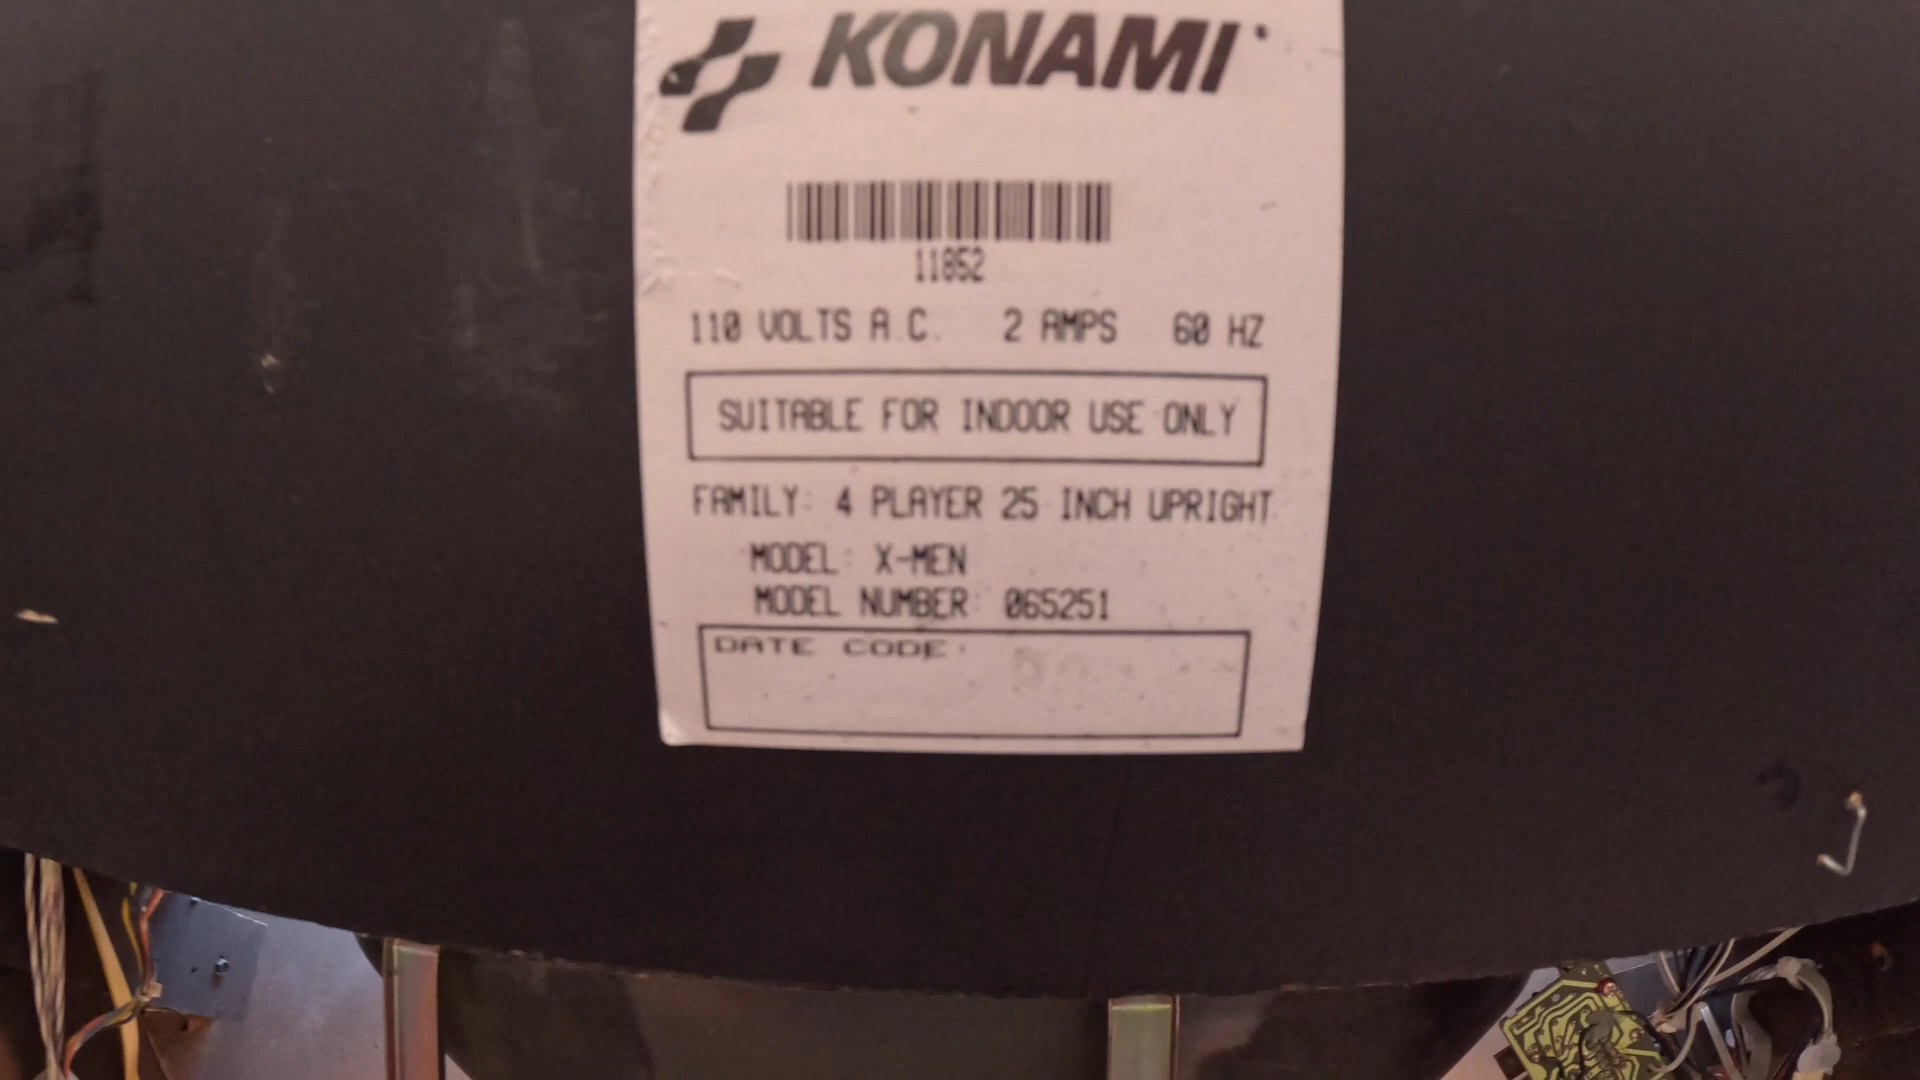 KONAMI
11852
110 VOLTS A.C. 2 AMPS 60 HZ
SUITABLE FOR INDOOR USE ONLY
FAMILY: 4 PLAYER 25 INCH UPRIGHT
MODEL: X-MEN
MODEL NUMBER: 065251
DATE CODE: